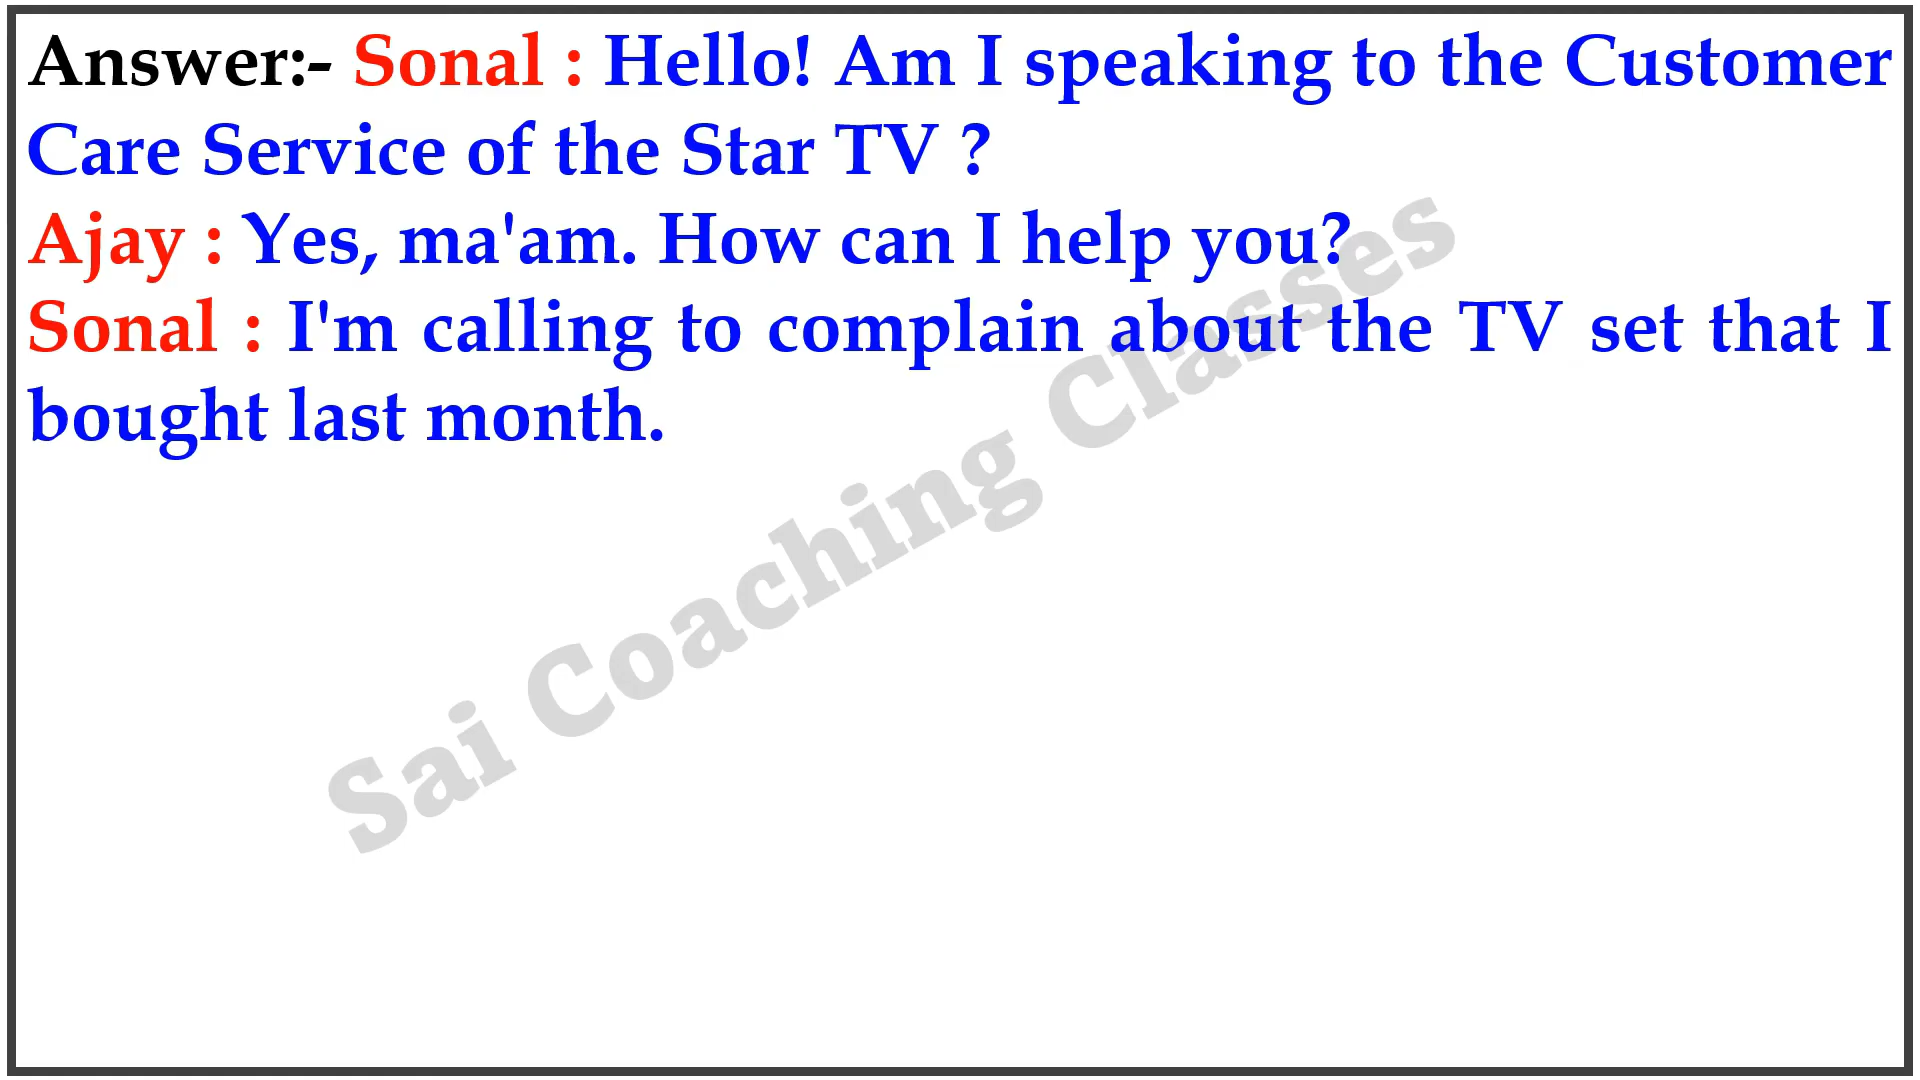 Answer:- Sonal : Hello! Am I speaking to the Customer
Care Service of the Star TV ?
Ajay : Yes, ma'am. How can I help you?
Sonal : I'm calling to complain about the TV set that I
bought last month.
Sai Coaching Classes